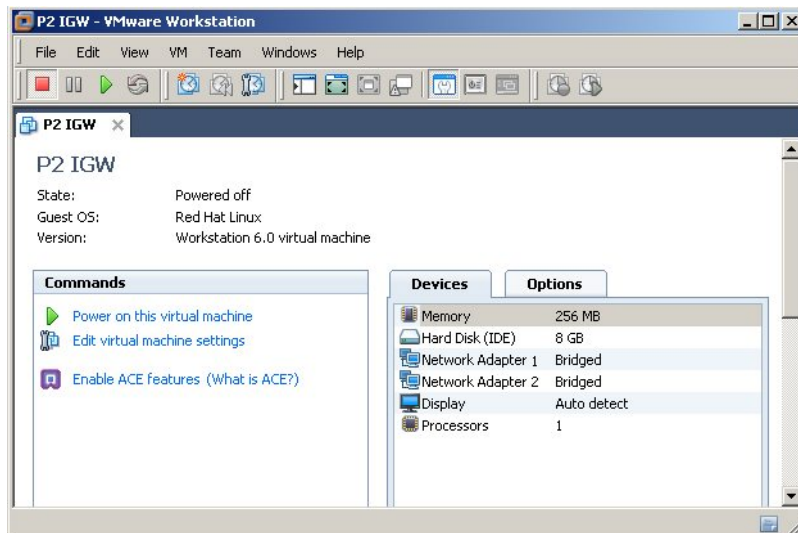 P2 IGW - VMware Workstation
File Edit View VM Team Windows Help
P2 IGW
P2 IGW
State: Powered off
Guest OS: Red Hat Linux
Version: Workstation 6.0 virtual machine
Commands
Power on this virtual machine
Edit virtual machine settings
Enable ACE features (What is ACE?)
Devices Options
Memory 256 MB
Hard Disk (IDE) 8 GB
Network Adapter 1 Bridged
Network Adapter 2 Bridged
Display Auto detect
Processors 1